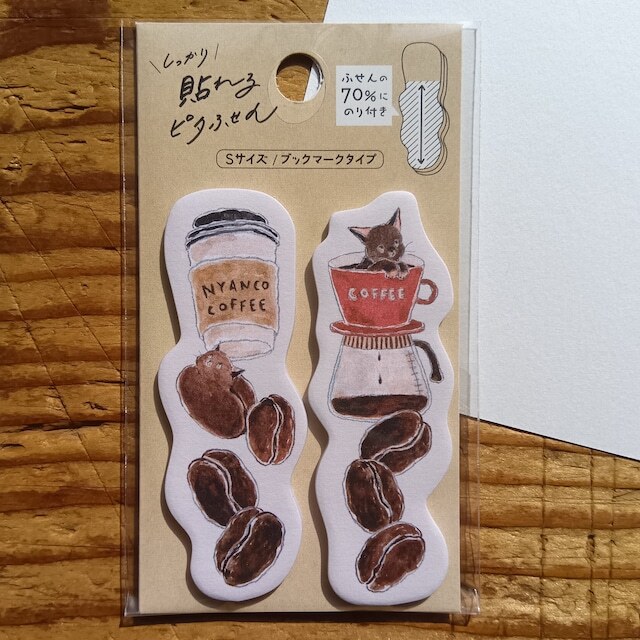 しっかり
貼れる
ピタふせん
ふせんの
70%に
のり付き
Sサイズ/ブックマークタイプ
NYANCO
COFFEE
COFFEE